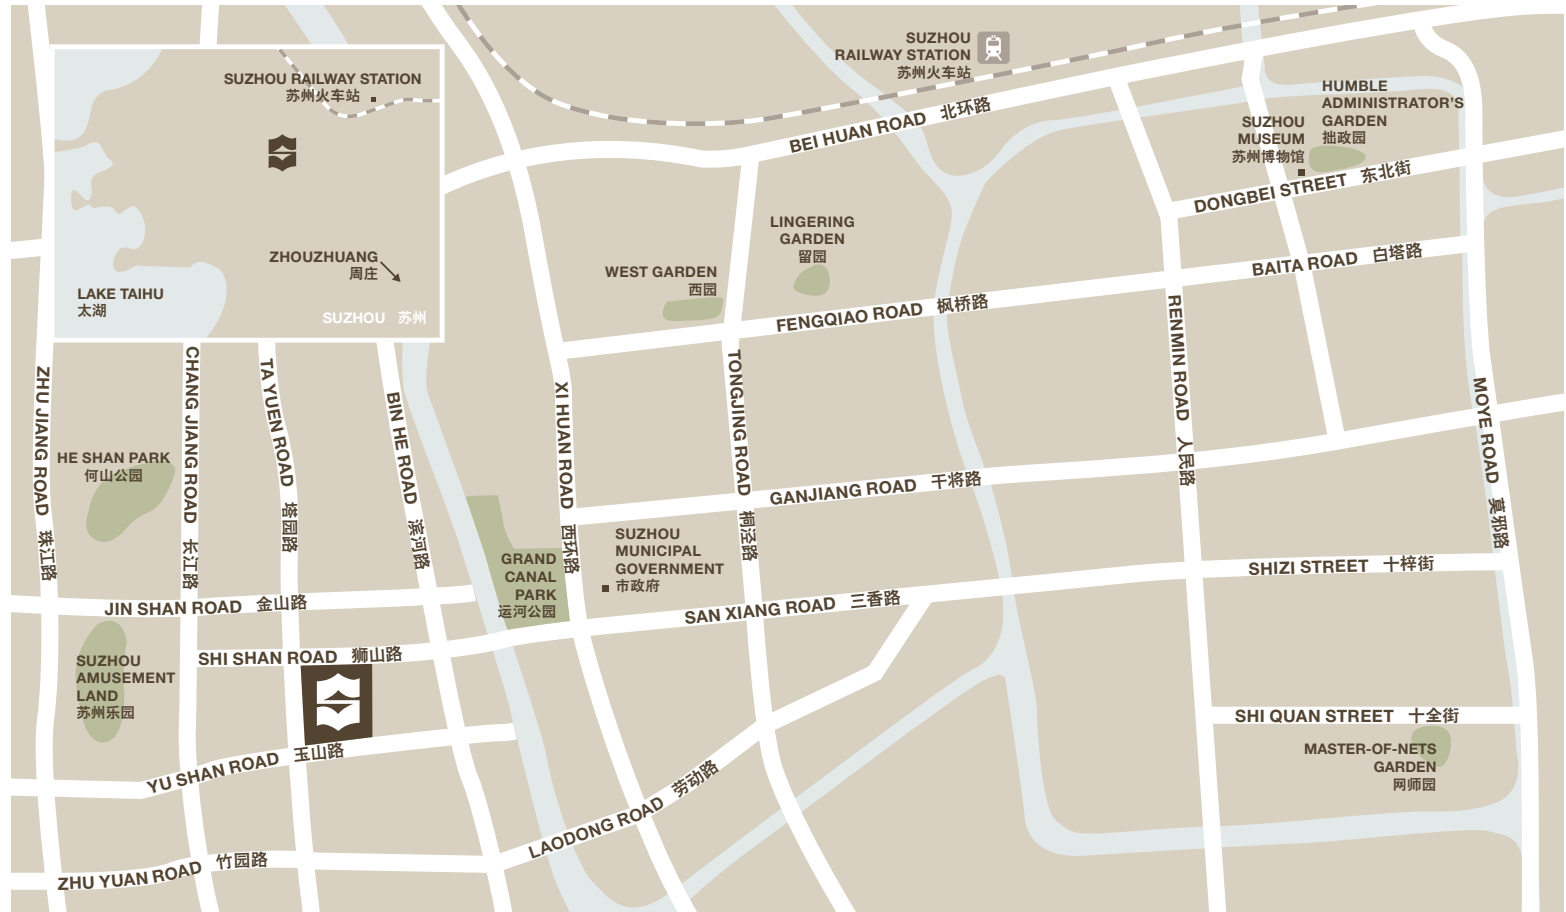 SUZHOU
RAILWAY STATION
苏州火车站
SUZHOU RAILWAY STATION
苏州火车站
ZHOUZHUANG
周庄
LAKE TAIHU
太湖
SUZHOU 苏州
BEI HUAN ROAD 北环路
HUMBLE
ADMINISTRATOR'S
GARDEN
拙政园
SUZHOU
MUSEUM
苏州博物馆
DONGBEI STREET 东北街
LINGERING
GARDEN
留园
WEST GARDEN
西园
BAITA ROAD 白塔路
FENGQIAO ROAD 枫桥路
ZHU JIANG ROAD 珠江路
CHANG JIANG ROAD 长江路
TA YUEN ROAD 塔园路
BIN HE ROAD 滨河路
XI HUAN ROAD 西环路
TONGJING ROAD 桐泾路
RENMIN ROAD 人民路
MOYE ROAD 莫邪路
HE SHAN PARK
何山公园
GANJIANG ROAD 干将路
GRAND
CANAL
PARK
运河公园
SUZHOU
MUNICIPAL
GOVERNMENT
市政府
SHIZI STREET 十梓街
JIN SHAN ROAD 金山路
SAN XIANG ROAD 三香路
SHI SHAN ROAD 狮山路
SUZHOU
AMUSEMENT
LAND
苏州乐园
SHI QUAN STREET 十全街
MASTER-OF-NETS
GARDEN
网师园
YU SHAN ROAD 玉山路
LAODONG ROAD 劳动路
ZHU YUAN ROAD 竹园路